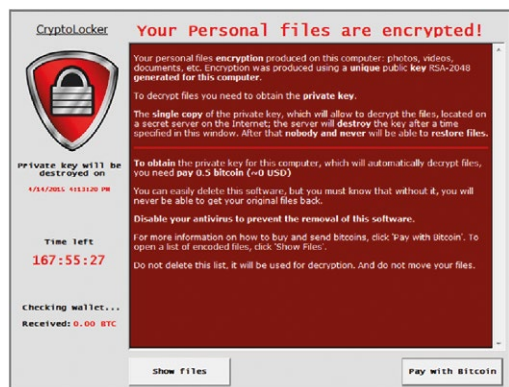 CryptoLocker
Your Personal files are encrypted!
Private key will be
destroyed on
4/14/2016 4:13:20 PM
Time left
167:55:27
Checking wallet...
Received: 0.00 BTC
Your personal files encryption produced on this computer: photos, videos,
documents, etc. Encryption was produced using a unique public key RSA-2048
generated for this computer.
To decrypt files you need to obtain the private key.
The single copy of the private key, which will allow to decrypt the files, located on
a secret server on the Internet; the server will destroy the key after a time
specified in this window. After that nobody and never will be able to restore files.
To obtain the private key for this computer, which will automatically decrypt files,
you need pay 0.5 bitcoin (~0 USD)
You can easily delete this software, but you must know that without it, you will
never be able to get your original files back.
Disable your antivirus to prevent the removal of this software.
For more information on how to buy and send bitcoins, click 'Pay with Bitcoin'. To
open a list of encoded files, click 'Show Files'.
Do not delete this list, it will be used for decryption. And do not move your files.
Show files
Pay with Bitcoin